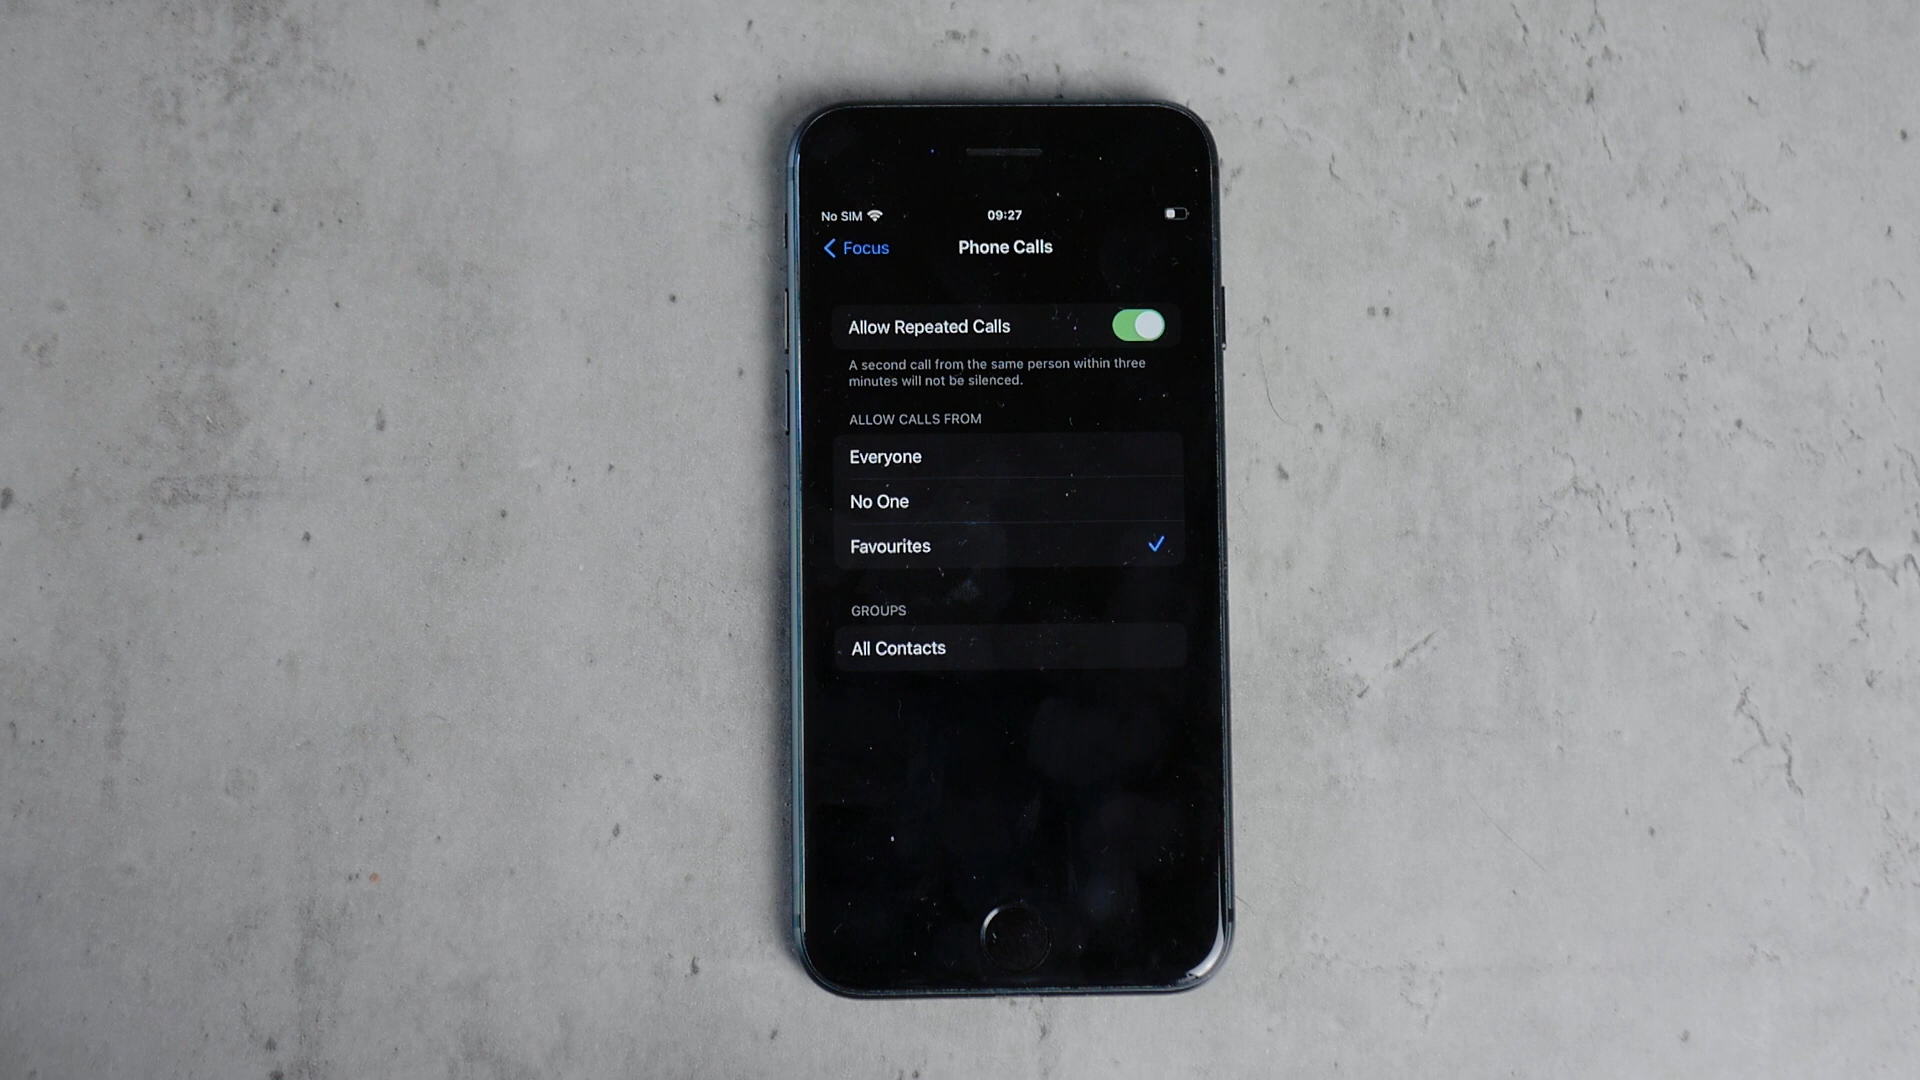 No SIM
09:27
Focus
Phone Calls
Allow Repeated Calls
A second call from the same person within three
minutes will not be silenced.
ALLOW CALLS FROM
Everyone
No One
Favourites
GROUPS
All Contacts